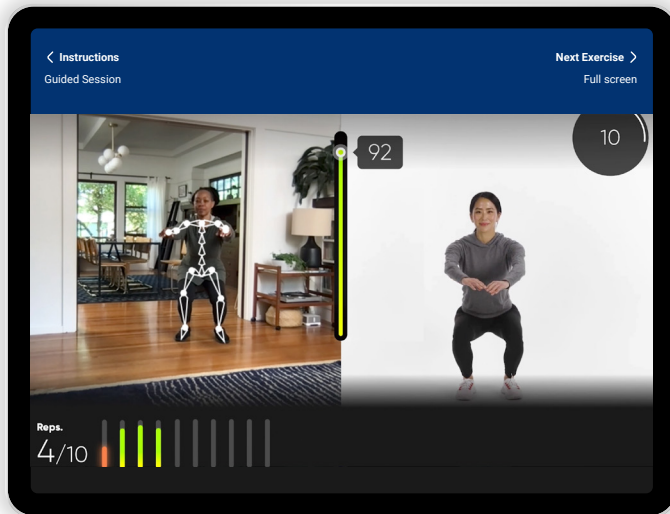 Instructions
Next Exercise
Guided Session
Full screen
92
10
Reps.
4/10